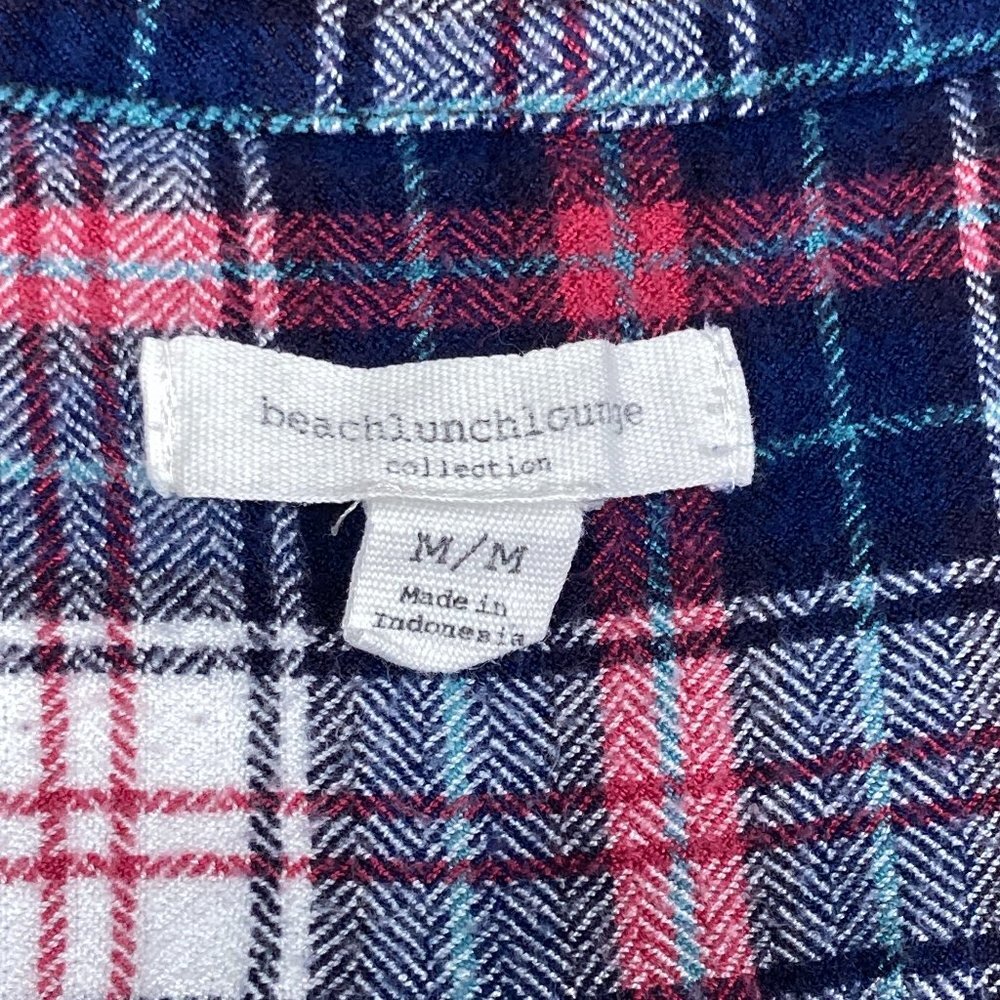 beachlunchlounge
collection
M/M
Made in
Indonesia